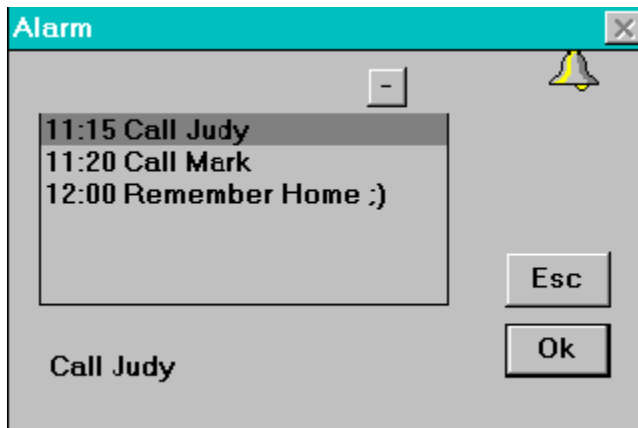 Alarm
-
11:15 Call Judy
11:20 Call Mark
12:00 Remember Home ;)
Esc
Ok
Call Judy